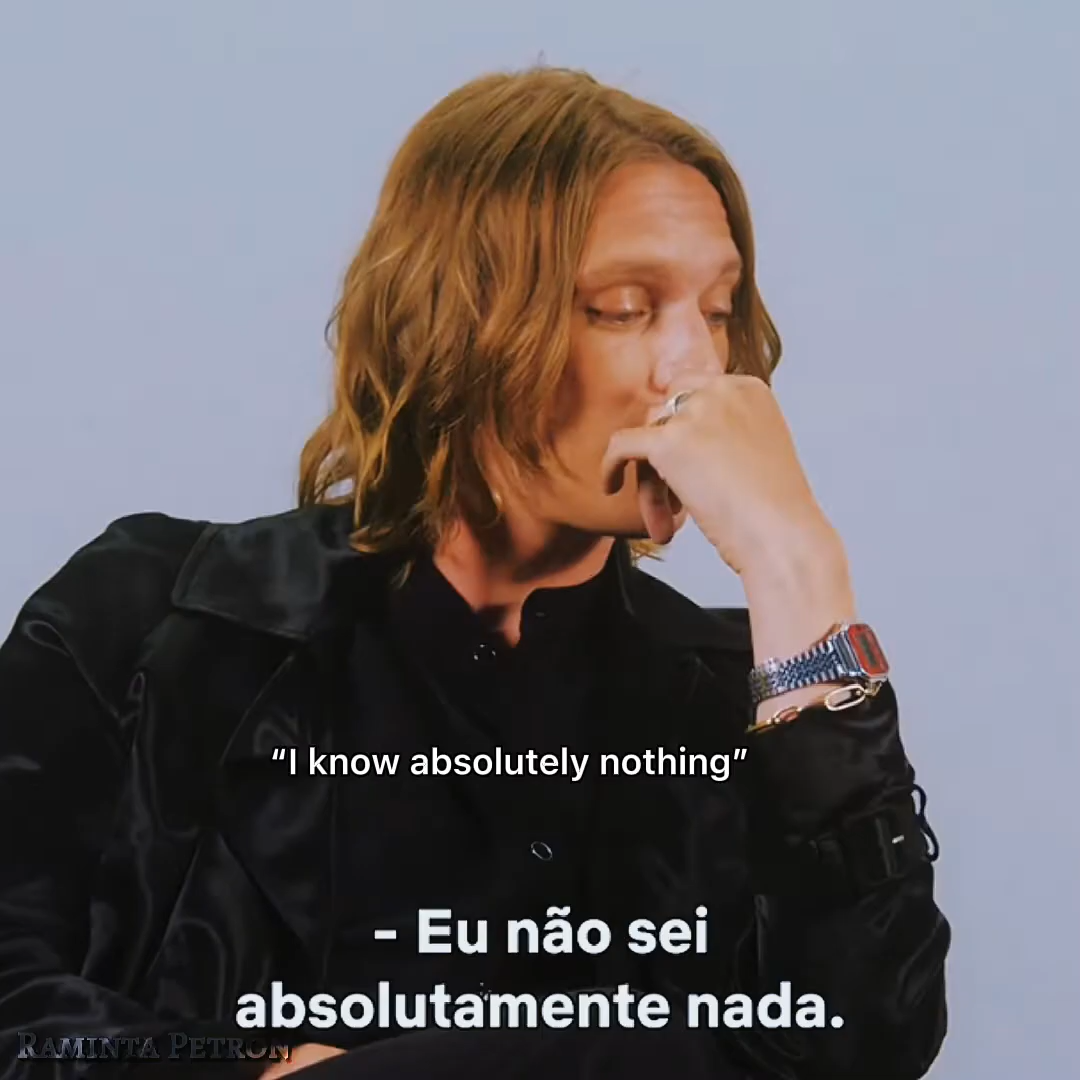 “I know absolutely nothing”
- Eu não sei
absolutamente nada.
RAMINTA PETRON